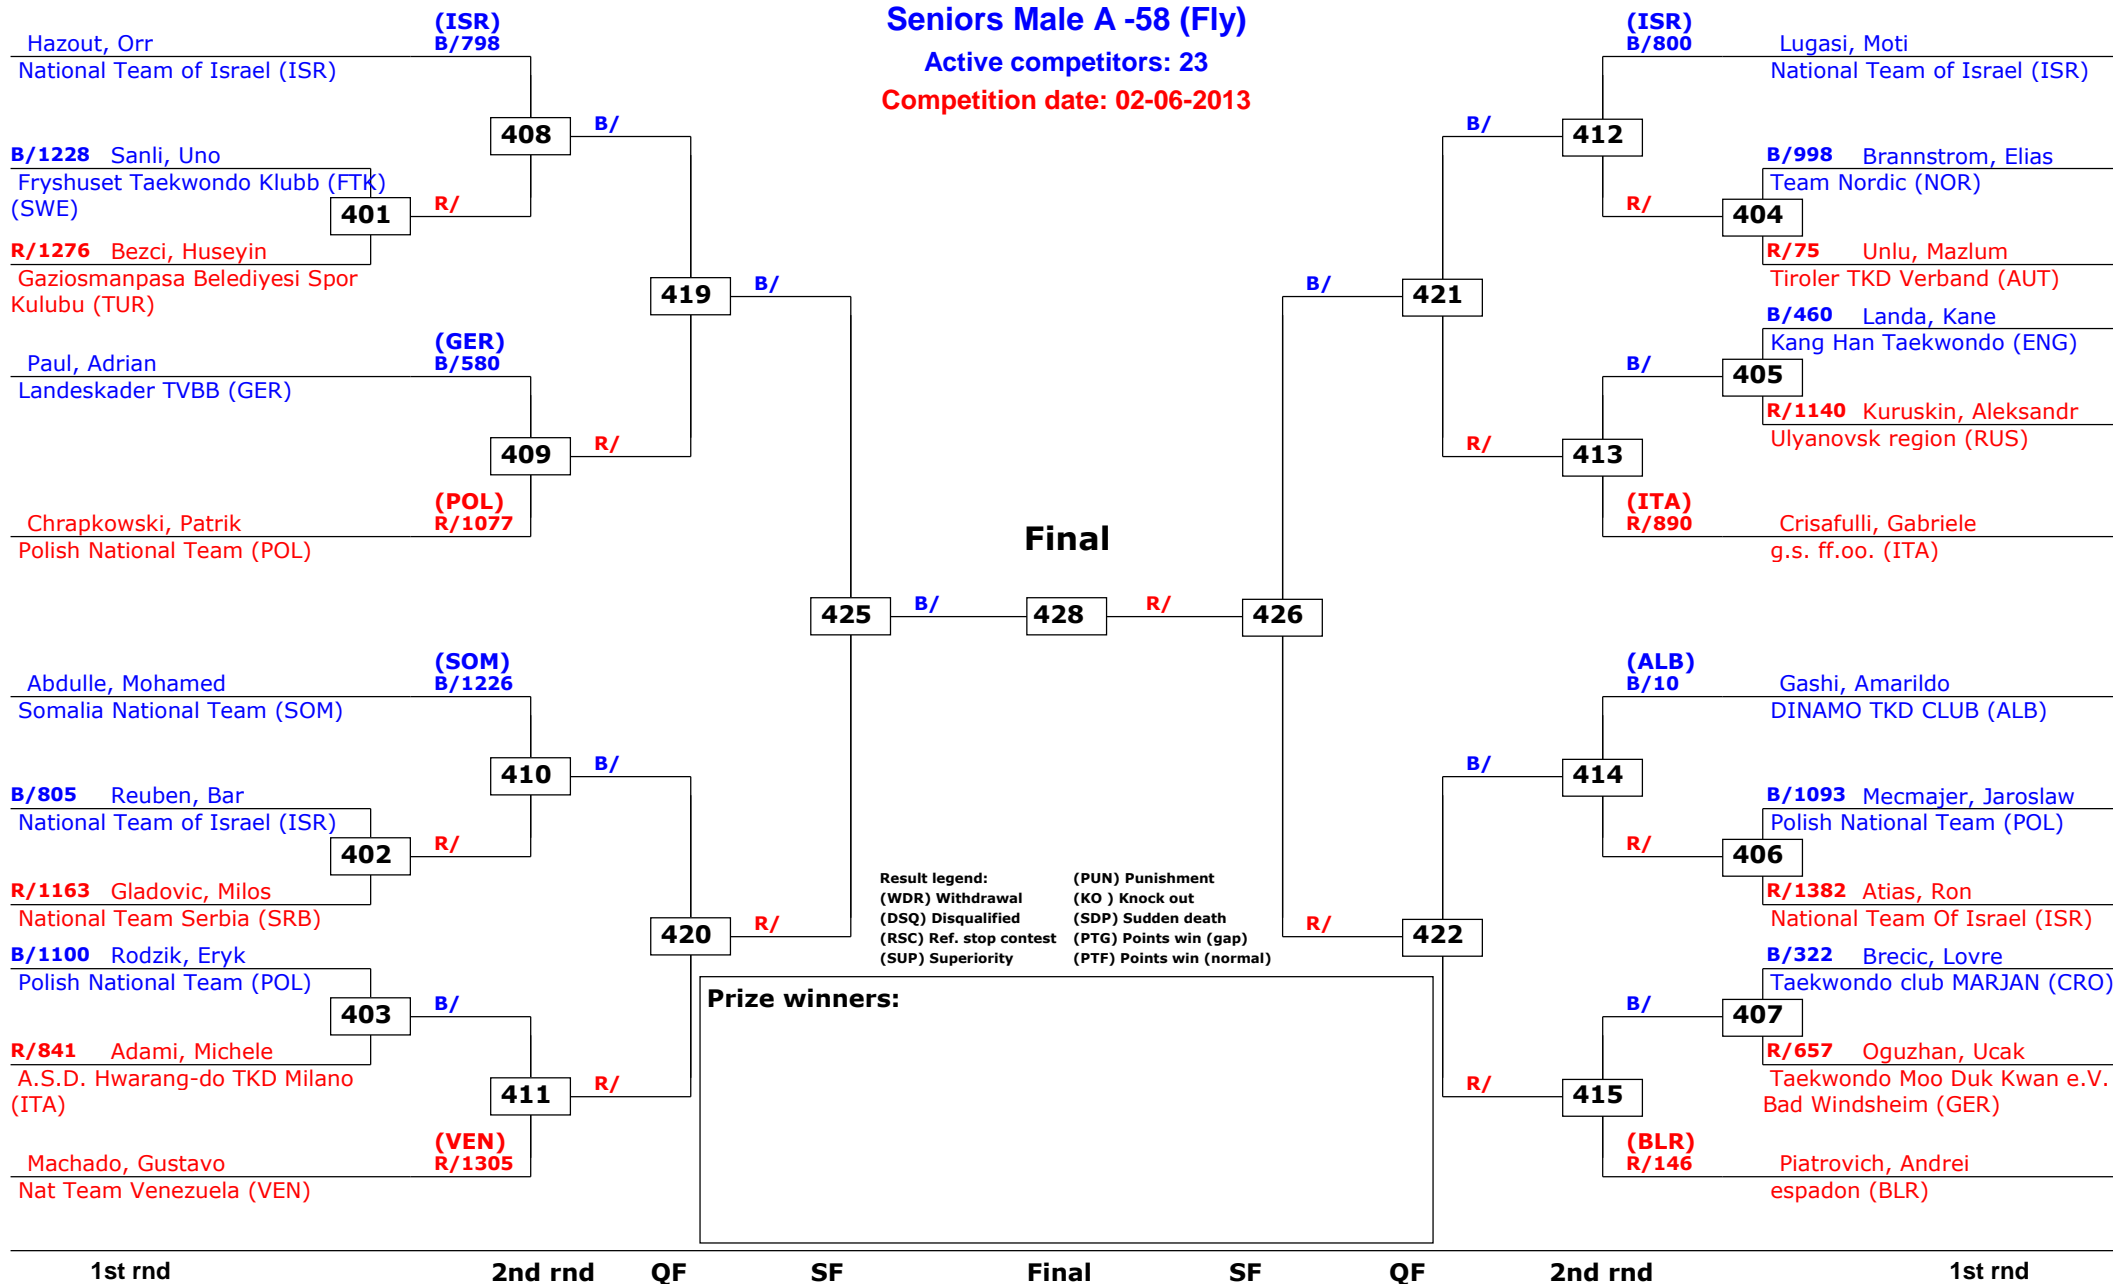 Seniors Male A -58 (Fly)
Active competitors: 23
Competition date: 02-06-2013
(ISR)
Hazout, Orr B/798
National Team of Israel (ISR)
408 B/
B/1228 Sanli, Uno
Fryshuset Taekwondo Klubb (FTK)
(SWE)
401 R/
R/1276 Bezci, Huseyin
Gaziosmanpasa Belediyesi Spor
Kulubu (TUR)
419 B/
(GER)
Paul, Adrian B/580
Landeskader TVBB (GER)
409 R/
(POL)
Chrapkowski, Patrik R/1077
Polish National Team (POL)
425 B/
(SOM)
Abdulle, Mohamed B/1226
Somalia National Team (SOM)
410 B/
B/805 Reuben, Bar
National Team of Israel (ISR)
402 R/
R/1163 Gladovic, Milos
National Team Serbia (SRB)
420 R/
B/1100 Rodzik, Eryk
Polish National Team (POL)
403 B/
R/841 Adami, Michele
A.S.D. Hwarang-do TKD Milano
(ITA)
411 R/
(VEN)
Machado, Gustavo R/1305
Nat Team Venezuela (VEN)
Final
428
(ISR)
B/800 Lugasi, Moti
National Team of Israel (ISR)
B/ 412
B/998 Brannstrom, Elias
Team Nordic (NOR)
R/ 404
R/75 Unlu, Mazlum
Tiroler TKD Verband (AUT)
B/ 421
B/460 Landa, Kane
Kang Han Taekwondo (ENG)
B/ 405
R/1140 Kuruskin, Aleksandr
Ulyanovsk region (RUS)
R/ 413
(ITA)
R/890 Crisafulli, Gabriele
g.s. ff.oo. (ITA)
R/ 426
(ALB)
B/10 Gashi, Amarildo
DINAMO TKD CLUB (ALB)
B/ 414
B/1093 Mecmajer, Jaroslaw
Polish National Team (POL)
R/ 406
R/1382 Atias, Ron
National Team Of Israel (ISR)
R/ 422
B/322 Brecic, Lovre
Taekwondo club MARJAN (CRO)
B/ 407
R/657 Oguzhan, Ucak
Taekwondo Moo Duk Kwan e.V.
Bad Windsheim (GER)
R/ 415
(BLR)
R/146 Piatrovich, Andrei
espadon (BLR)
Result legend: (PUN) Punishment
(WDR) Withdrawal (KO ) Knock out
(DSQ) Disqualified (SDP) Sudden death
(RSC) Ref. stop contest (PTG) Points win (gap)
(SUP) Superiority (PTF) Points win (normal)
Prize winners:
1st rnd 2nd rnd QF SF Final SF QF 2nd rnd 1st rnd